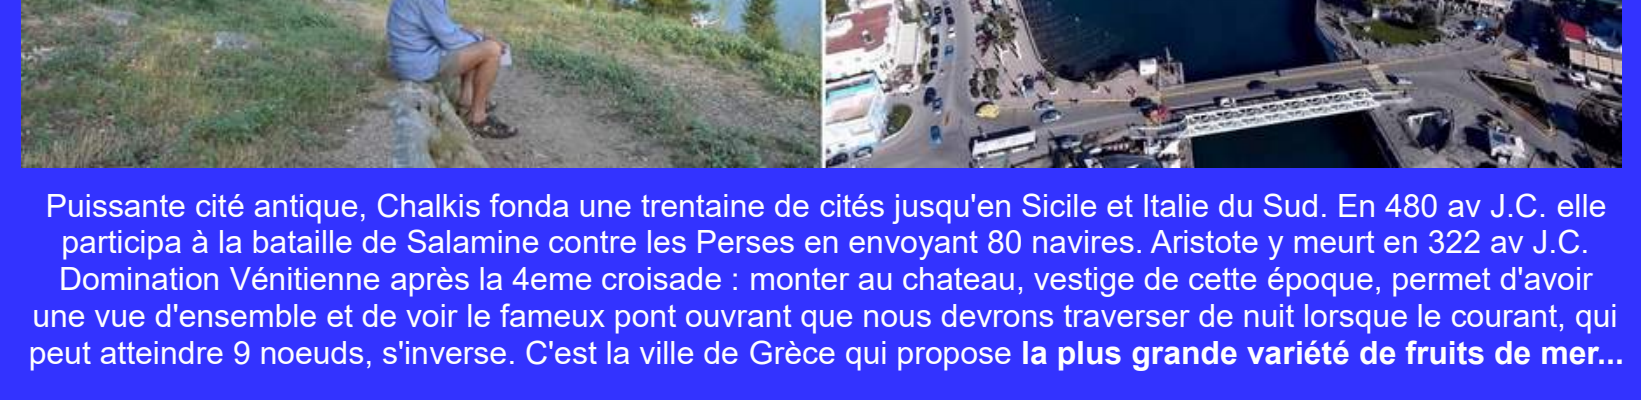 Puissante cité antique, Chalkis fonda une trentaine de cités jusqu'en Sicile et Italie du Sud. En 480 av J.C. elle
participa à la bataille de Salamine contre les Perses en envoyant 80 navires. Aristote y meurt en 322 av J.C.
Domination Vénitienne après la 4eme croisade : monter au chateau, vestige de cette époque, permet d'avoir
une vue d'ensemble et de voir le fameux pont ouvrant que nous devrons traverser de nuit lorsque le courant, qui
peut atteindre 9 noeuds, s'inverse. C'est la ville de Grèce qui propose la plus grande variété de fruits de mer...